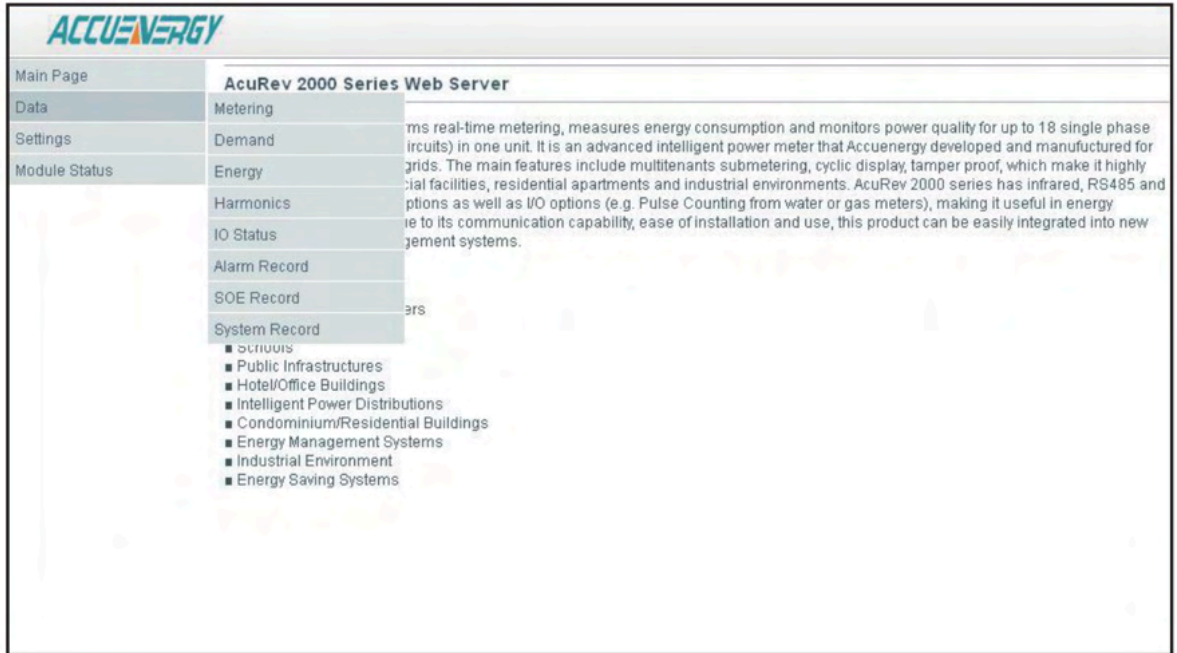 ACCUENERGY
Main Page
Data
Settings
Module Status
Metering
Demand
Energy
Harmonics
IO Status
Alarm Record
SOE Record
System Record
AcuRev 2000 Series Web Server
real-time metering, measures energy consumption and monitors power quality for up to 18 single phase
in one unit. It is an advanced intelligent power meter that Accuenergy developed and manufuctured for
grids. The main features include multitenants submetering, cyclic display, tamper proof, which make it highly
facilities, residential apartments and industrial environments. AcuRev 2000 series has infrared, RS485 and
as well as I/O options (e.g. Pulse Counting from water or gas meters), making it useful in energy
to its communication capability, ease of installation and use, this product can be easily integrated into new
systems.
■ Schools
■ Public Infrastructures
■ Hotel/Office Buildings
■ Intelligent Power Distributions
■ Condominium/Residential Buildings
■ Energy Management Systems
■ Industrial Environment
■ Energy Saving Systems